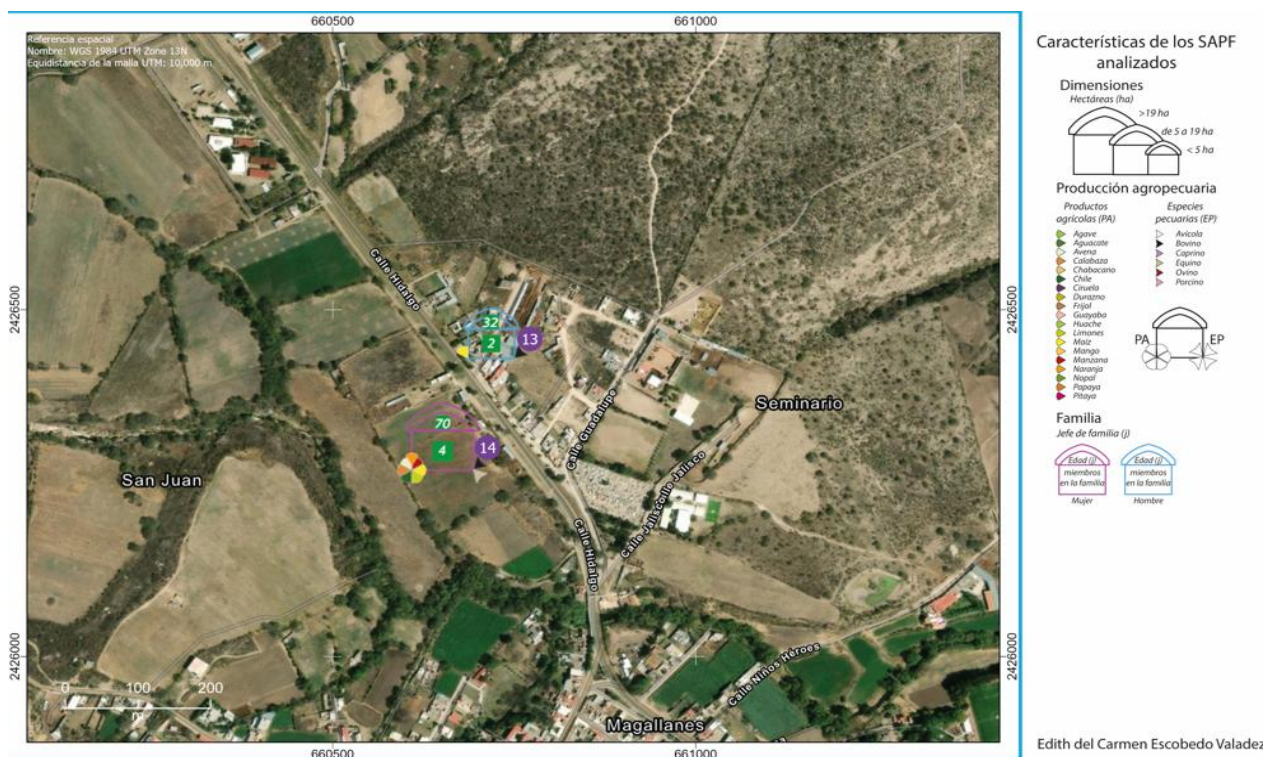 660500
661000
Referencia espacial
Nombre: WGS 1984 UTM Zone 13N
Equidistancia de la malla UTM: 10,000 m
2426500
2426500
Calle Hidalgo
32
2
13
Calle Guadalupe
Seminario
70
4
14
San Juan
Calle Jalisco
Calle Jalisco
Calle Hidalgo
2426000
2426000
Calle Niños Héroes
0 100 200
m
Magallanes
660500
661000
Características de los SAPF
analizados
Dimensiones
Hectáreas (ha)
>19 ha
de 5 a 19 ha
< 5 ha
Producción agropecuaria
Productos
agrícolas (PA)
Agave
Aguacate
Avena
Calabaza
Chabacano
Chile
Ciruela
Durazno
Frijol
Guayaba
Huache
Limones
Maíz
Mango
Manzana
Naranja
Nopal
Papaya
Pitaya
Especies
pecuarias (EP)
Avícola
Bovino
Caprino
Equino
Ovino
Porcino
PA
EP
Familia
Jefe de familia (j)
Edad (j)
miembros
en la familia
Mujer
Edad (j)
miembros
en la familia
Hombre
Edith del Carmen Escobedo Valadez